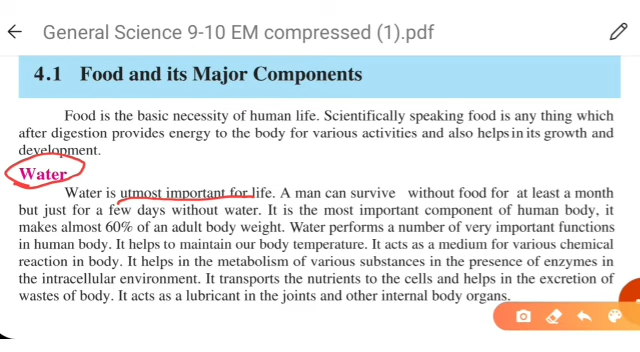 General Science 9-10 EM compressed (1).pdf
4.1 Food and its Major Components
Food is the basic necessity of human life. Scientifically speaking food is any thing which
after digestion provides energy to the body for various activities and also helps in its growth and
development.
Water
Water is utmost important for life. A man can survive without food for at least a month
but just for a few days without water. It is the most important component of human body, it
makes almost 60% of an adult body weight. Water performs a number of very important functions
in human body. It helps to maintain our body temperature. It acts as a medium for various chemical
reaction in body. It helps in the metabolism of various substances in the presence of enzymes in
the intracellular environment. It transports the nutrients to the cells and helps in the excretion of
wastes of body. It acts as a lubricant in the joints and other internal body organs.